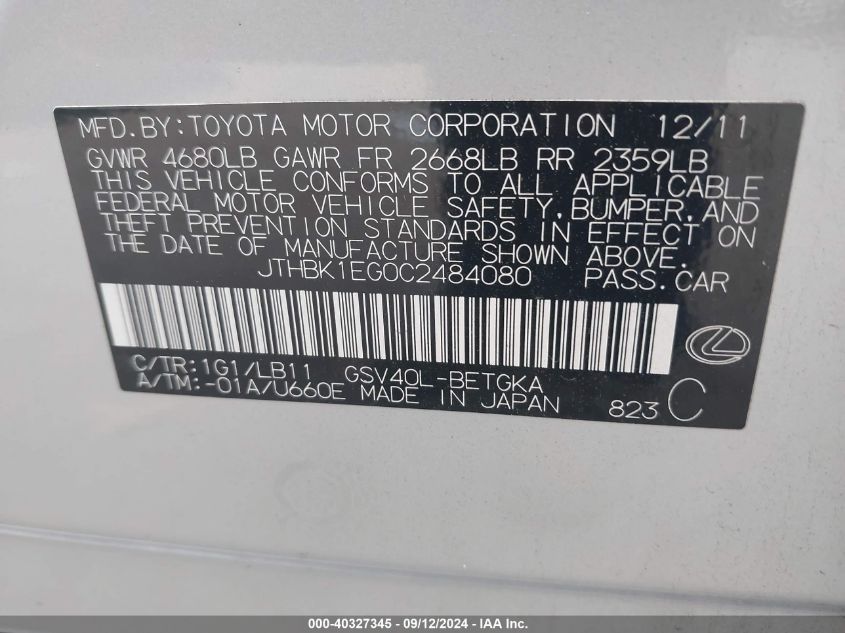 MFD.BY:TOYOTA MOTOR CORPORATION 12/11
GVWR 4680LB GAWR FR 2668LB RR 2359LB
THIS VEHICLE CONFORMS TO ALL APPLICABLE
FEDERAL MOTOR VEHICLE SAFETY,BUMPER,AND
THEFT PREVENTION STANDARDS IN EFFECT ON
THE DATE OF MANUFACTURE SHOWN ABOVE.
JTHBK1EG0C2484080 PASS.CAR
C/TR:1G1/LB11 GSV40L-BETGKA
A/TM:-01A/U660E MADE IN JAPAN 823 C
000-40327345 - 09/12/2024 - IAA Inc.